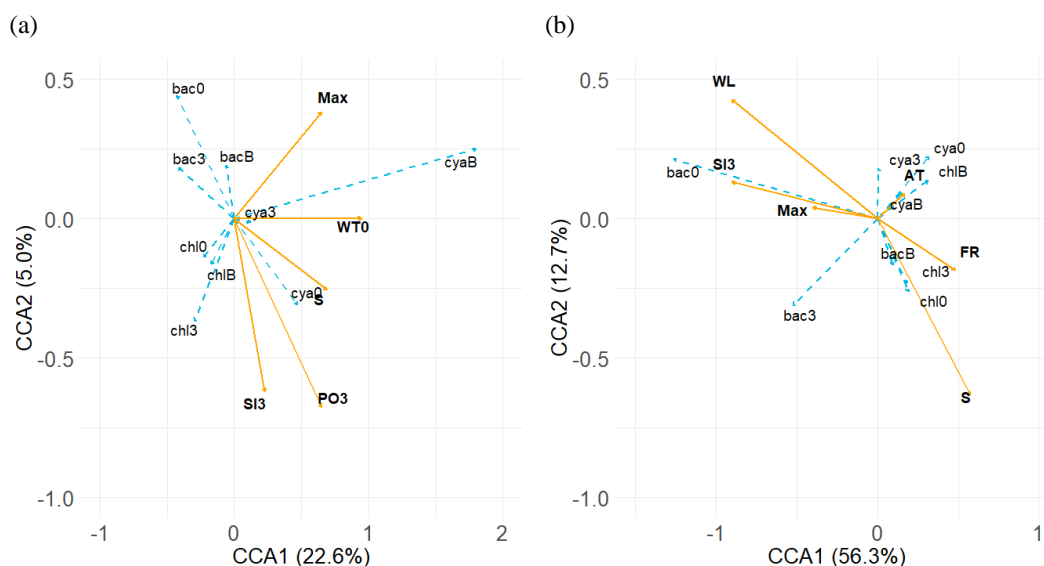 (a)
0.5
0.0
-0.5
-1.0
CCA2 (5.0%)
bac0
Max
bac3
bacB
cyaB
cya3
WT0
chl0
chlB
cya0
S
chl3
SI3
PO3
-1
0
1
2
CCA1 (22.6%)
(b)
0.5
0.0
-0.5
-1.0
CCA2 (12.7%)
WL
SI3
bac0
cya3
cya0
AT
chlB
Max
cyaB
bacB
FR
chl3
chl0
bac3
S
-1
0
1
CCA1 (56.3%)